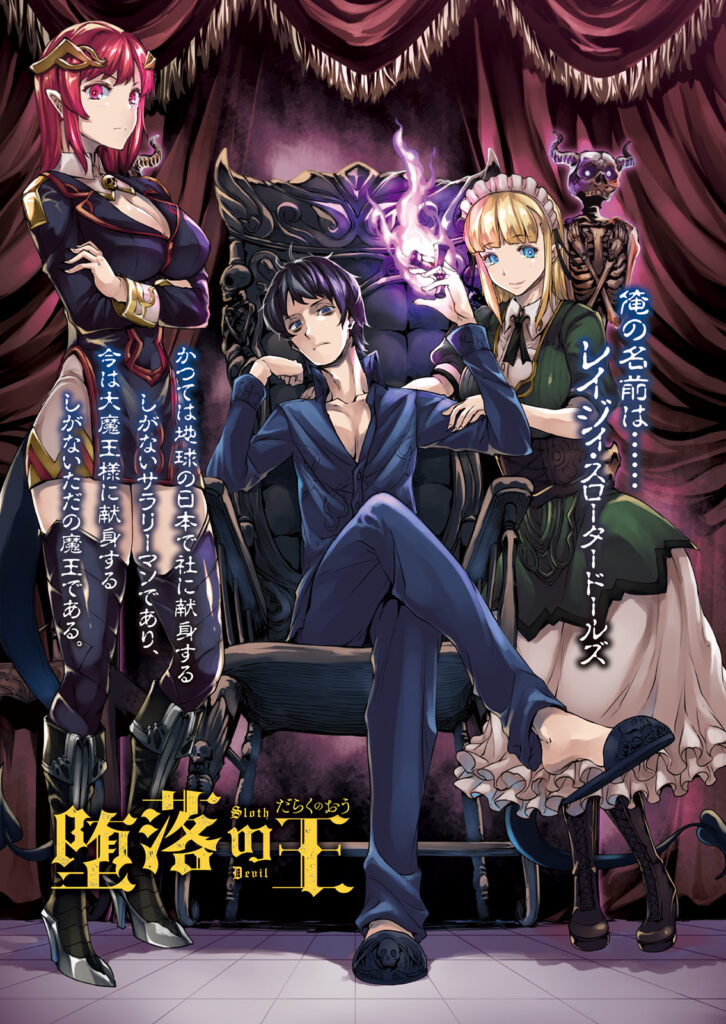 俺の名前は……
レイジィ・スロータードールズ
かつては地球の日本で社に献身する
しがないサラリーマンであり、
今は大魔王様に献身する
しがないただの魔王である。
だらくのおう
堕落の王
Sloth
Devil